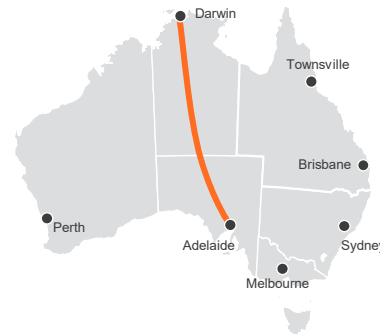 Darwin
Townsville
Brisbane
Perth
Adelaide
Sydney
Melbourne